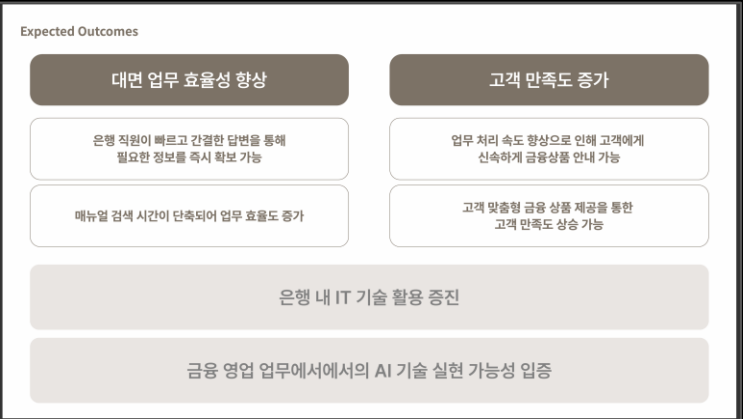 Expected Outcomes
대면 업무 효율성 향상
은행 직원이 빠르고 간결한 답변을 통해
필요한 정보를 즉시 확보 가능
매뉴얼 검색 시간이 단축되어 업무 효율도 증가
고객 만족도 증가
업무 처리 속도 향상으로 인해 고객에게
신속하게 금융상품 안내 가능
고객 맞춤형 금융 상품 제공을 통한
고객 만족도 상승 가능
은행 내 IT 기술 활용 증진
금융 영업 업무에서에서의 AI 기술 실현 가능성 입증